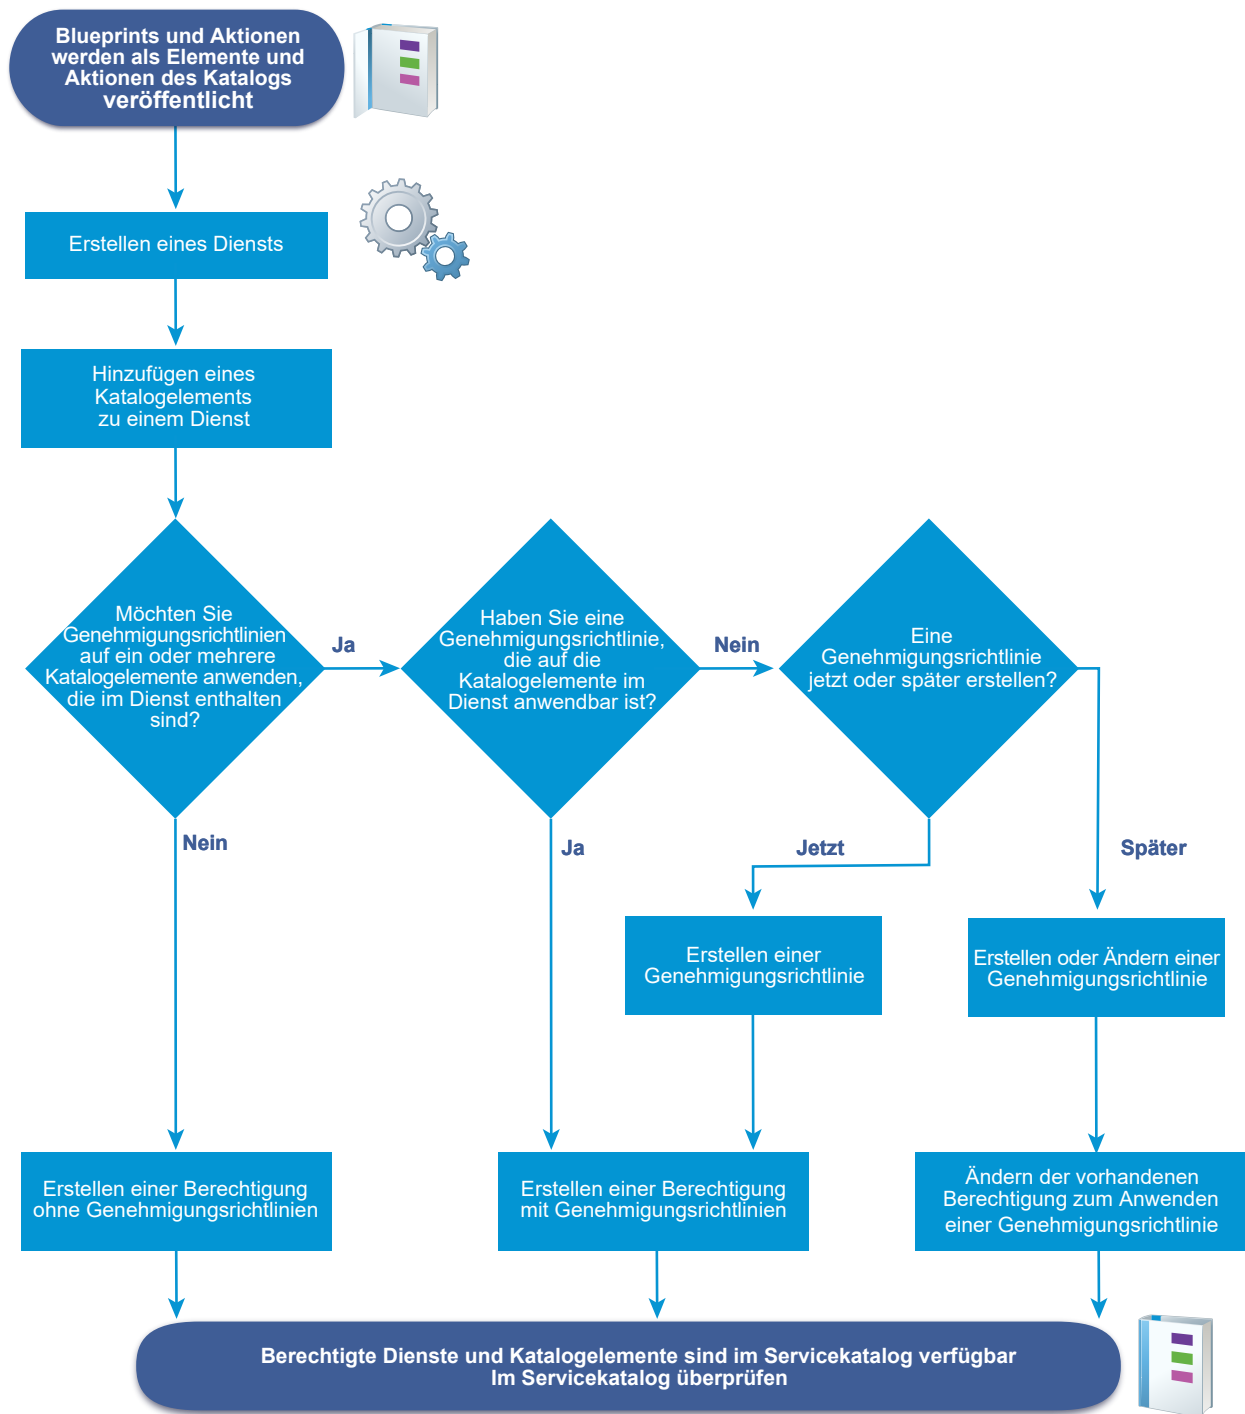 Blueprints und Aktionen
werden als Elemente und
Aktionen des Katalogs
veröffentlicht
Erstellen eines Diensts
Hinzufügen eines
Katalogelements
zu einem Dienst
Möchten Sie
Genehmigungsrichtlinien
auf ein oder mehrere
Katalogelemente anwenden,
die im Dienst enthalten
sind?
Ja
Haben Sie eine
Genehmigungsrichtlinie,
die auf die
Katalogelemente im
Dienst anwendbar ist?
Nein
Eine
Genehmigungsrichtlinie
jetzt oder später erstellen?
Nein
Ja
Jetzt
Später
Erstellen einer
Genehmigungsrichtlinie
Erstellen oder Ändern einer
Genehmigungsrichtlinie
Erstellen einer Berechtigung
ohne Genehmigungsrichtlinien
Erstellen einer Berechtigung
mit Genehmigungsrichtlinien
Ändern der vorhandenen
Berechtigung zum Anwenden
einer Genehmigungsrichtlinie
Berechtigte Dienste und Katalogelemente sind im Servicekatalog verfügbar
Im Servicekatalog überprüfen